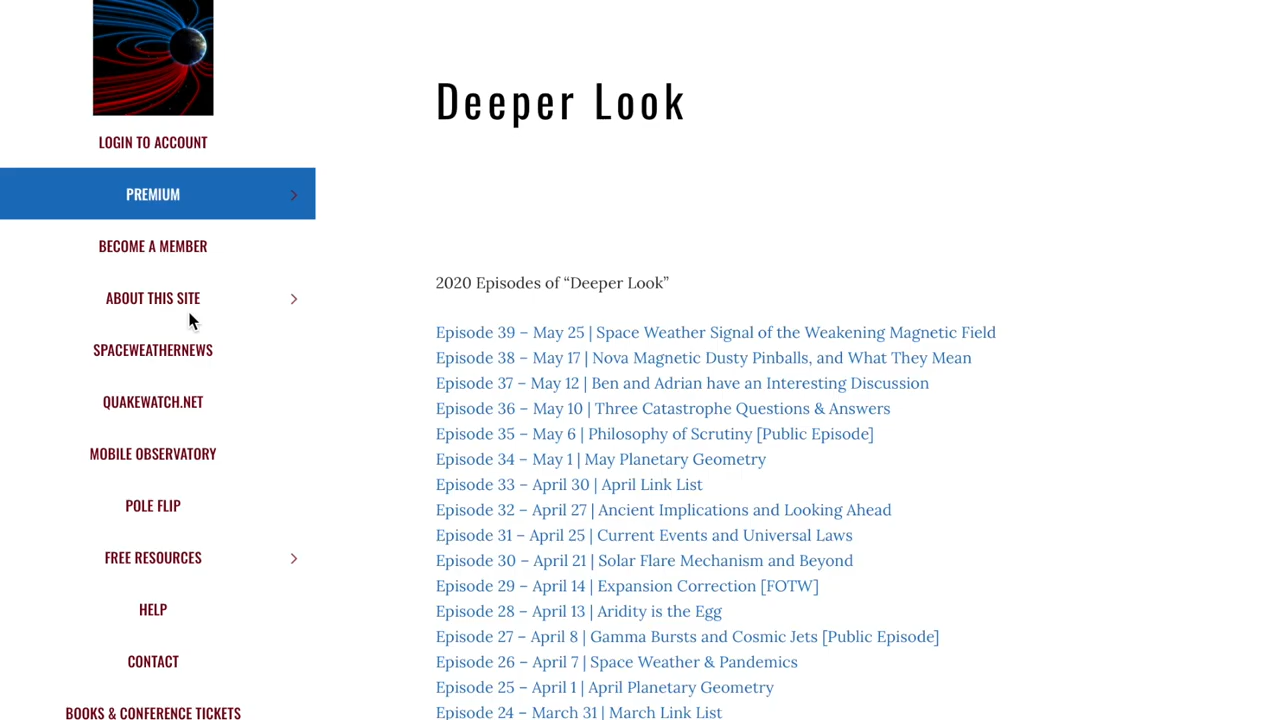 LOGIN TO ACCOUNT
PREMIUM
BECOME A MEMBER
ABOUT THIS SITE
SPACEWEATHERNEWS
QUAKEWATCH.NET
MOBILE OBSERVATORY
POLE FLIP
FREE RESOURCES
HELP
CONTACT
BOOKS & CONFERENCE TICKETS
Deeper Look
2020 Episodes of “Deeper Look”
Episode 39 – May 25 | Space Weather Signal of the Weakening Magnetic Field
Episode 38 – May 17 | Nova Magnetic Dusty Pinballs, and What They Mean
Episode 37 – May 12 | Ben and Adrian have an Interesting Discussion
Episode 36 – May 10 | Three Catastrophe Questions & Answers
Episode 35 – May 6 | Philosophy of Scrutiny [Public Episode]
Episode 34 – May 1 | May Planetary Geometry
Episode 33 – April 30 | April Link List
Episode 32 – April 27 | Ancient Implications and Looking Ahead
Episode 31 – April 25 | Current Events and Universal Laws
Episode 30 – April 21 | Solar Flare Mechanism and Beyond
Episode 29 – April 14 | Expansion Correction [FOTW]
Episode 28 – April 13 | Aridity is the Egg
Episode 27 – April 8 | Gamma Bursts and Cosmic Jets [Public Episode]
Episode 26 – April 7 | Space Weather & Pandemics
Episode 25 – April 1 | April Planetary Geometry
Episode 24 – March 31 | March Link List